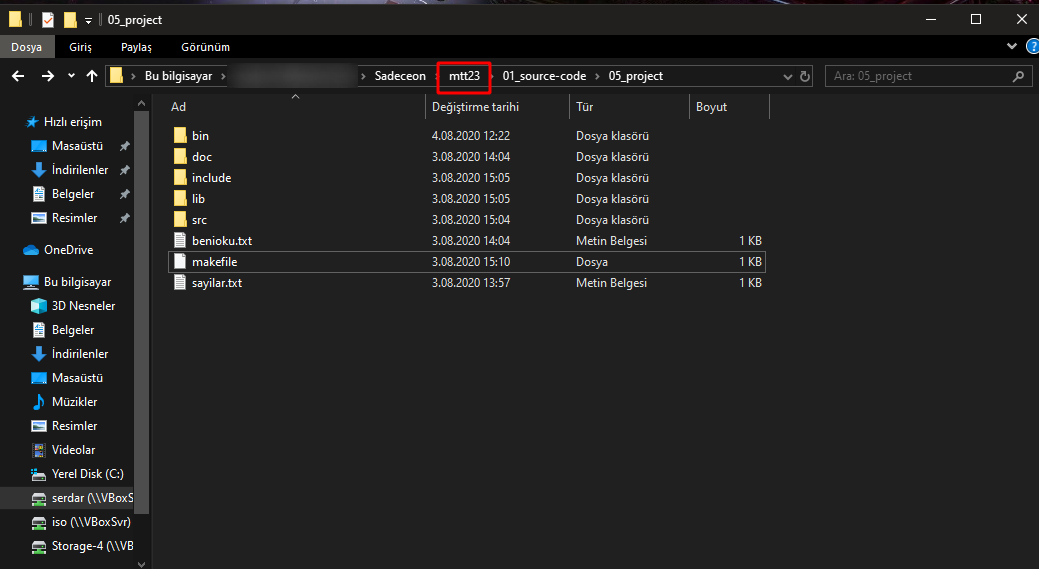 05_project
Dosya Giriş Paylaş Görünüm
Bu bilgisayar Sadeceon mtt23 01_source-code 05_project Ara: 05_project
Ad Değiştirme tarihi Tür Boyut
bin 4.08.2020 12:22 Dosya klasörü
doc 3.08.2020 14:04 Dosya klasörü
include 3.08.2020 15:05 Dosya klasörü
lib 3.08.2020 15:05 Dosya klasörü
src 3.08.2020 15:04 Dosya klasörü
benioku.txt 3.08.2020 14:04 Metin Belgesi 1 KB
makefile 3.08.2020 15:10 Dosya 1 KB
sayilar.txt 3.08.2020 13:57 Metin Belgesi 1 KB
Hızlı erişim
Masaüstü
İndirilenler
Belgeler
Resimler
OneDrive
Bu bilgisayar
3D Nesneler
Belgeler
İndirilenler
Masaüstü
Müzikler
Resimler
Videolar
Yerel Disk (C:)
serdar (\\VBoxS
iso (\\VBoxSvr)
Storage-4 (\\VB